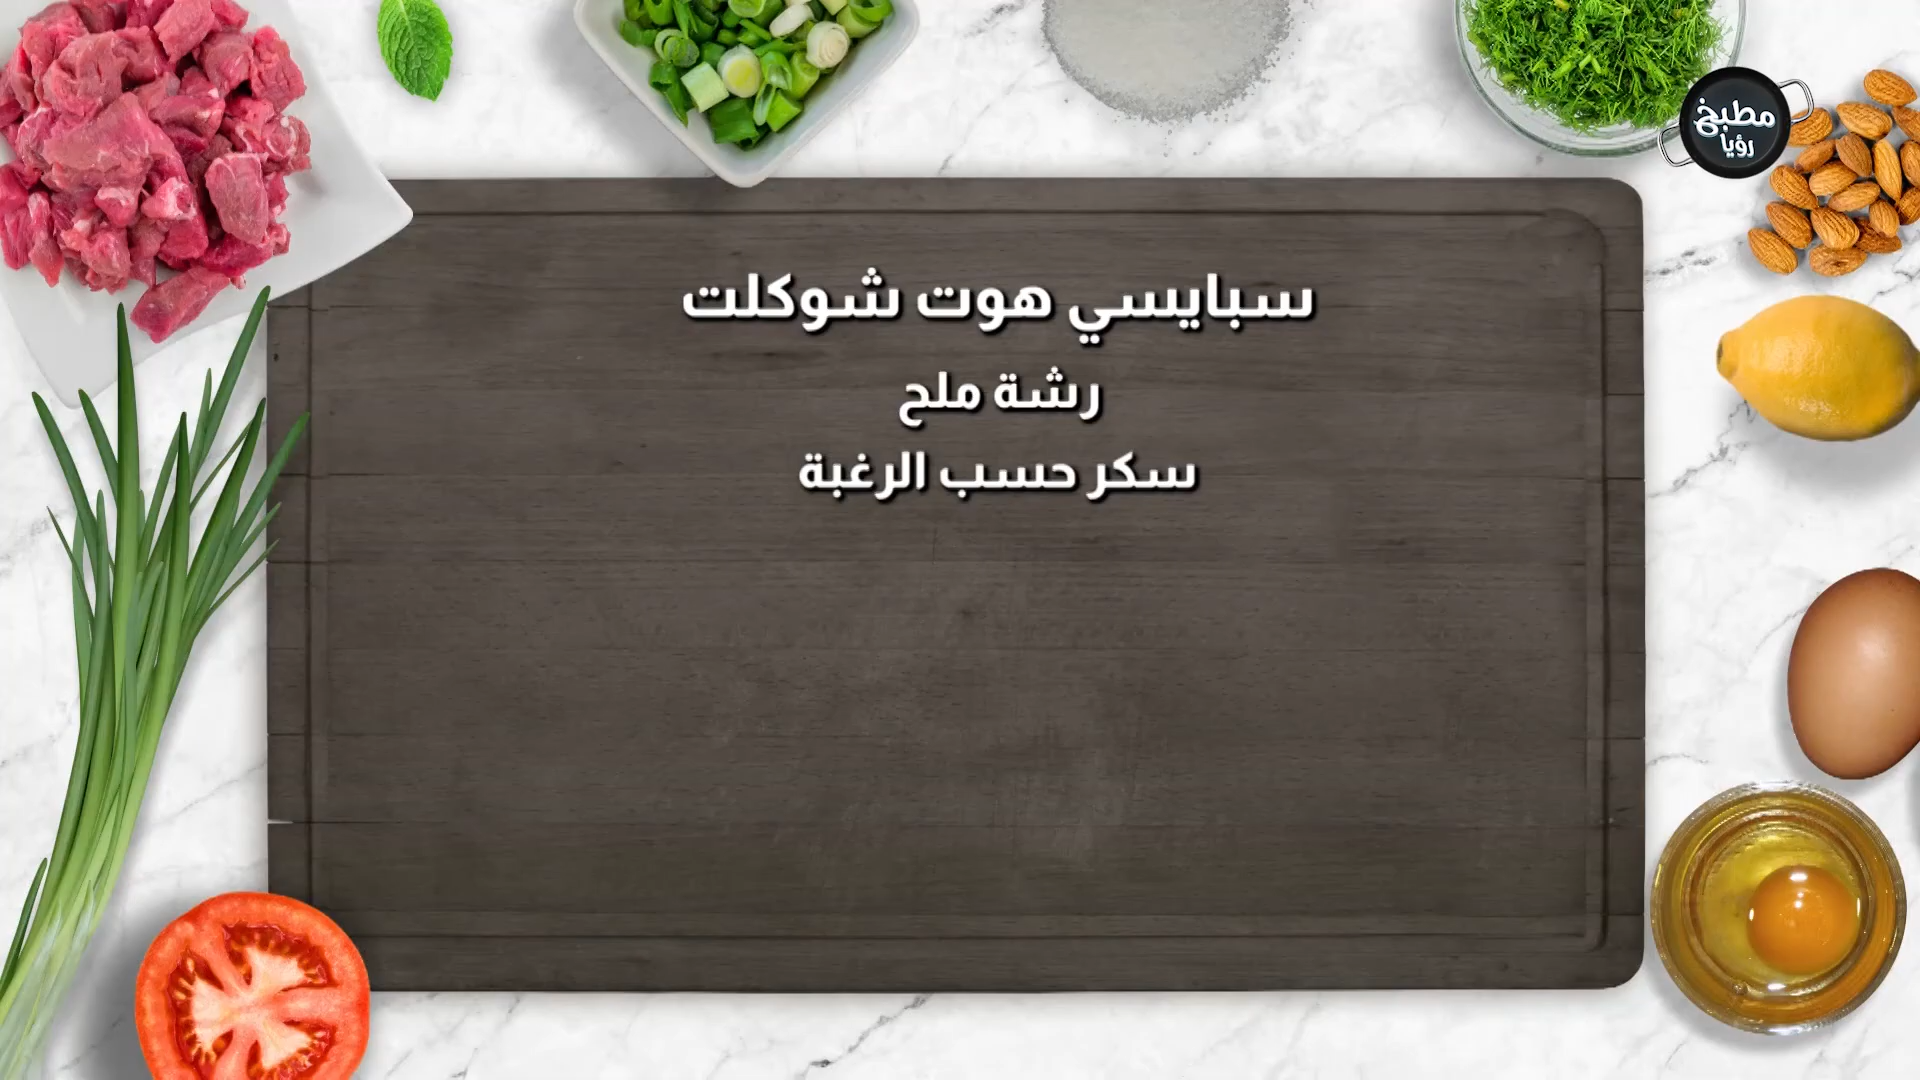 مطبخ
رؤيا
سبايسي هوت شوكلت
رشة ملح
سكر حسب الرغبة